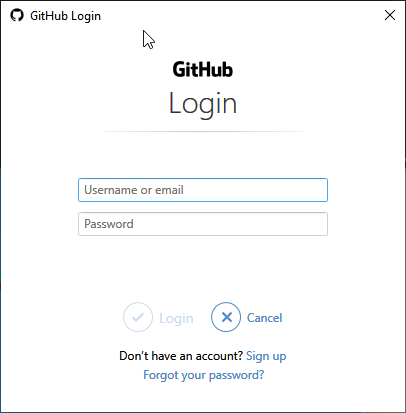 GitHub Login
GitHub
Login
Username or email
Password
Login Cancel
Don't have an account? Sign up
Forgot your password?